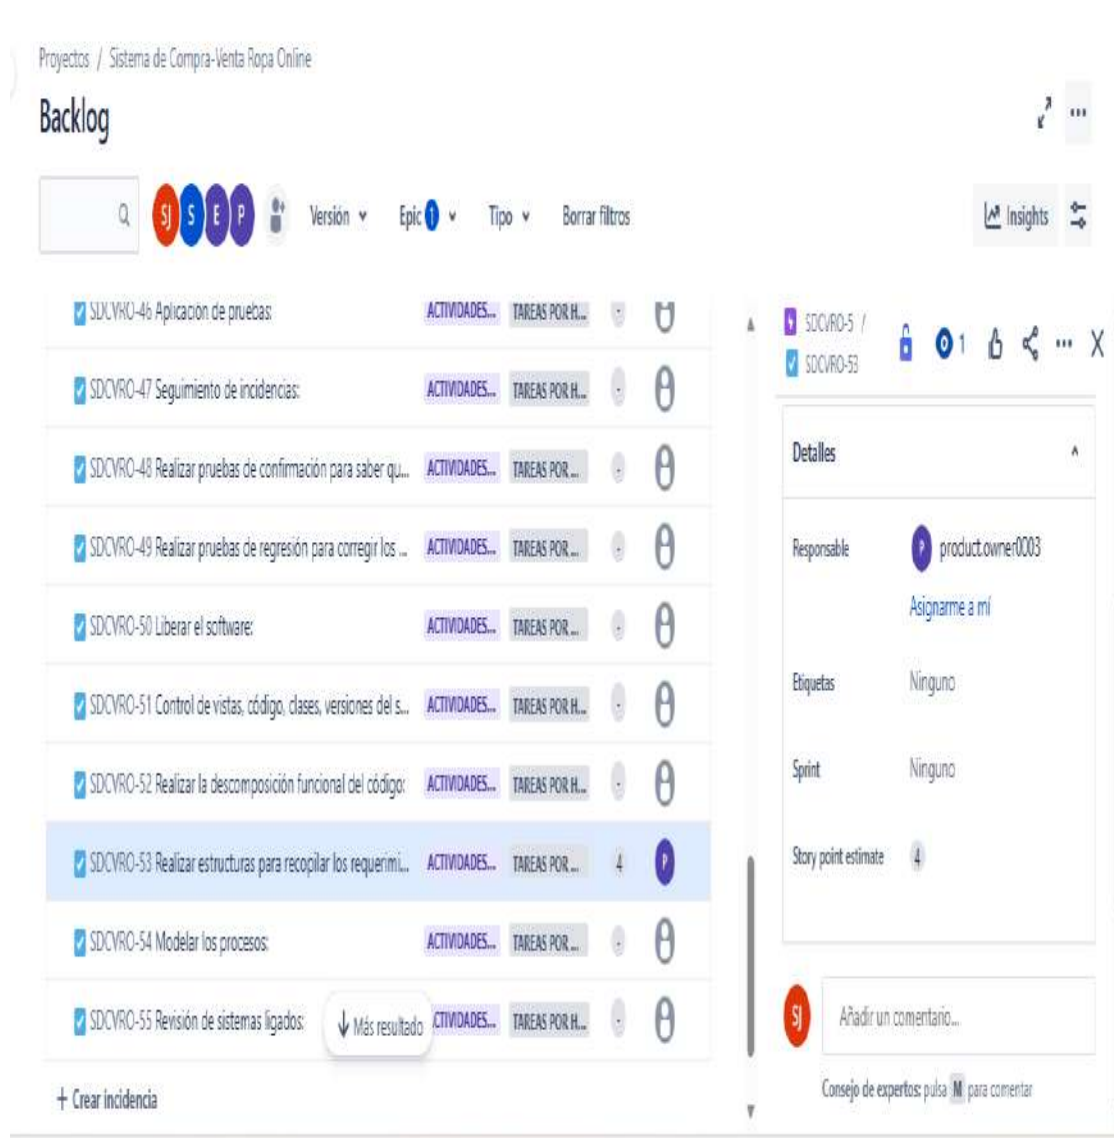 Proyectos / Sistema de Compra-Venta Ropa Online
Backlog
SJ S E P Versión Epic 1 Tipo Borrar filtros Insights
SDCVRO-46 Aplicación de pruebas: ACTIVIDADES... TAREAS POR H... -
SDCVRO-47 Seguimiento de incidencias: ACTIVIDADES... TAREAS POR H... -
SDCVRO-48 Realizar pruebas de confirmación para saber qu... ACTIVIDADES... TAREAS POR ... -
SDCVRO-49 Realizar pruebas de regresión para corregir los ... ACTIVIDADES... TAREAS POR ... -
SDCVRO-50 Liberar el software: ACTIVIDADES... TAREAS POR ... -
SDCVRO-51 Control de vistas, código, clases, versiones del s... ACTIVIDADES... TAREAS POR H... -
SDCVRO-52 Realizar la descomposición funcional del código: ACTIVIDADES... TAREAS POR H... -
SDCVRO-53 Realizar estructuras para recopilar los requerimi... ACTIVIDADES... TAREAS POR ... 4 P
SDCVRO-54 Modelar los procesos: ACTIVIDADES... TAREAS POR ... -
SDCVRO-55 Revisión de sistemas ligados: Más resultado CTIVIDADES... TAREAS POR H... -
+ Crear incidencia
SDCVRO-5 /
SDCVRO-53
1
Detalles
Responsable P product.owner0003
Asignarme a mí
Etiquetas Ninguno
Sprint Ninguno
Story point estimate 4
SJ Añadir un comentario...
Consejo de expertos: pulsa M para comentar